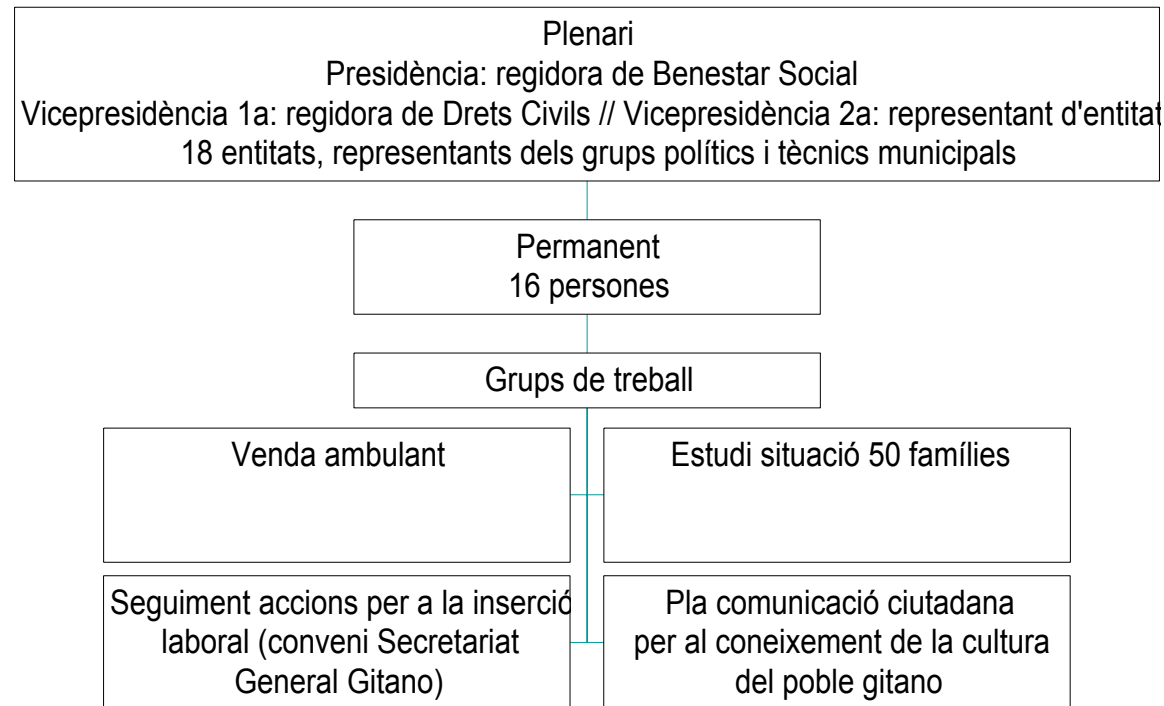 Plenari
Presidència: regidora de Benestar Social
Vicepresidència 1a: regidora de Drets Civils // Vicepresidència 2a: representant d'entitat
18 entitats, representants dels grups polítics i tècnics municipals
Permanent
16 persones
Grups de treball
Venda ambulant
Estudi situació 50 famílies
Seguiment accions per a la inserció
laboral (conveni Secretariat
General Gitano)
Pla comunicació ciutadana
per al coneixement de la cultura
del poble gitano